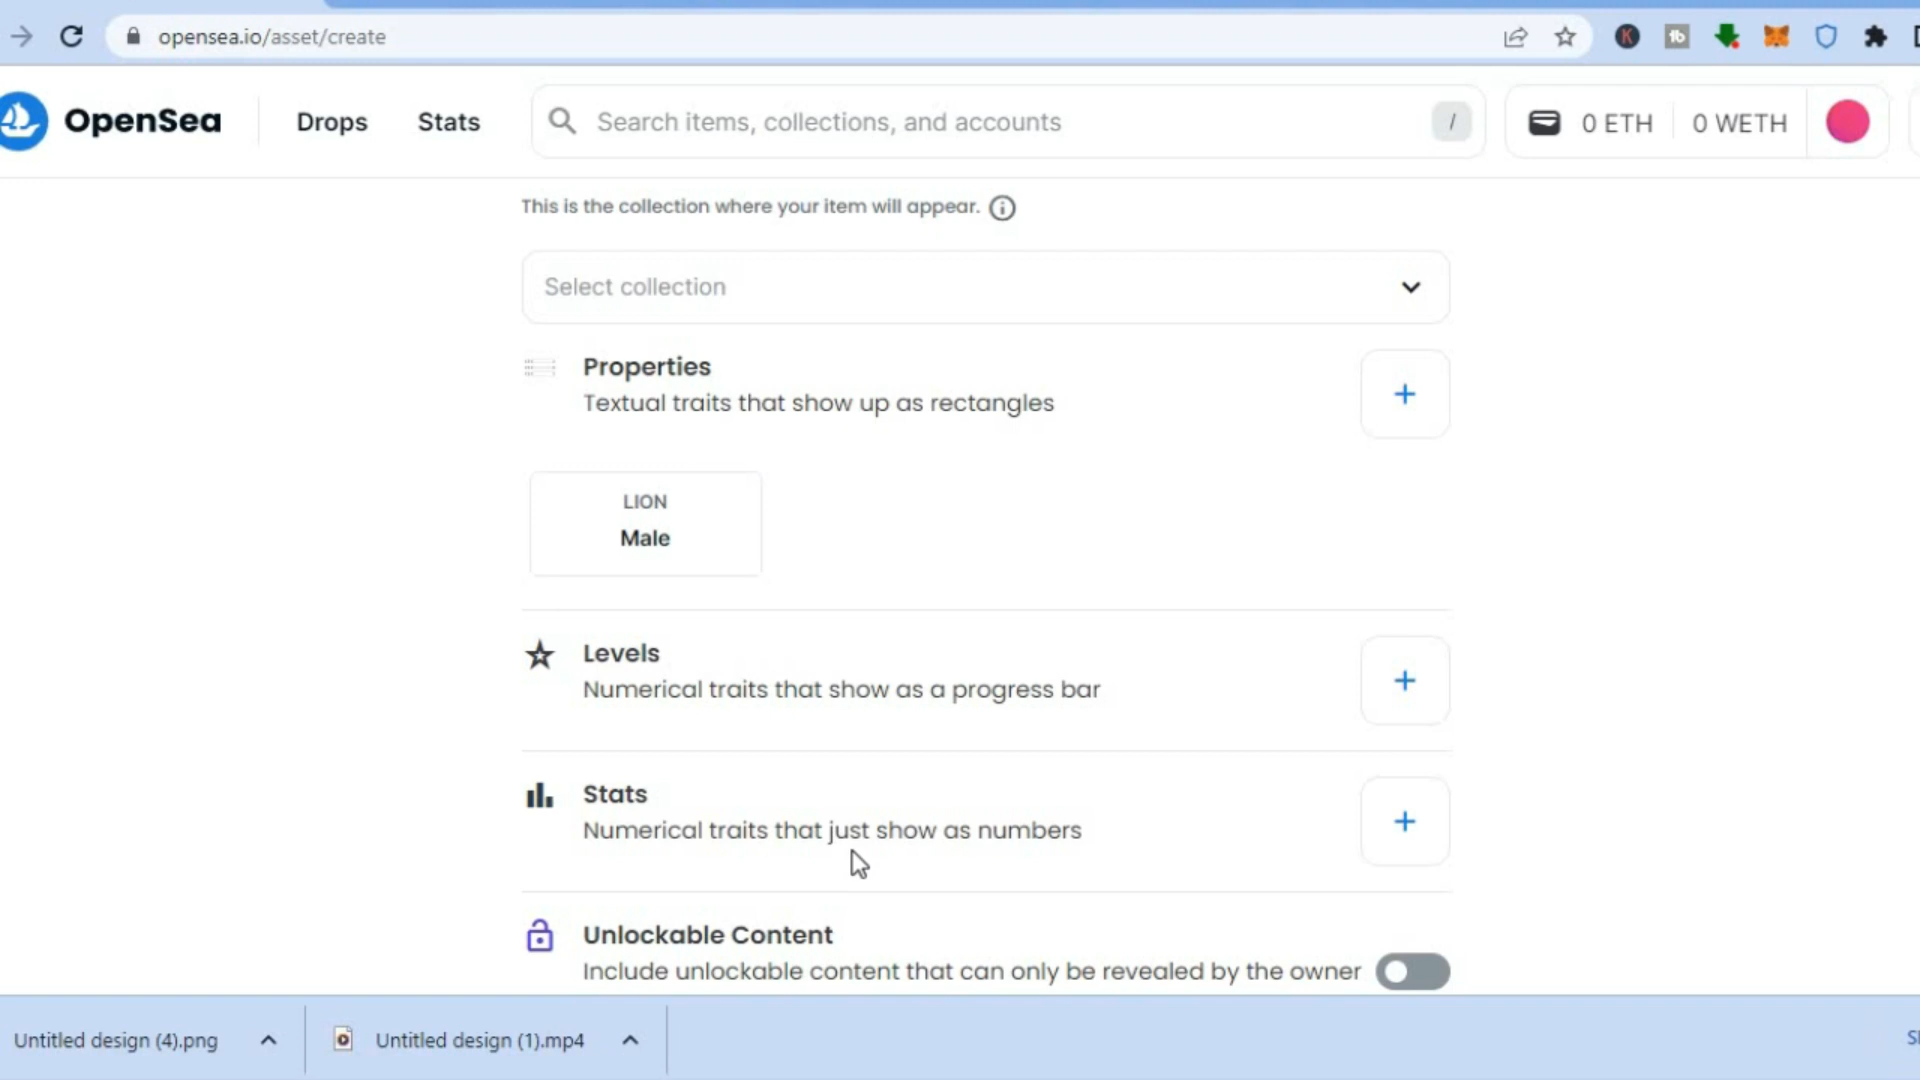 opensea.io/asset/create
OpenSea
Drops
Stats
Search items, collections, and accounts
/
0 ETH
0 WETH
This is the collection where your item will appear.
Select collection
Properties
Textual traits that show up as rectangles
LION
Male
Levels
Numerical traits that show as a progress bar
Stats
Numerical traits that just show as numbers
Unlockable Content
Include unlockable content that can only be revealed by the owner
Untitled design (4).png
Untitled design (1).mp4